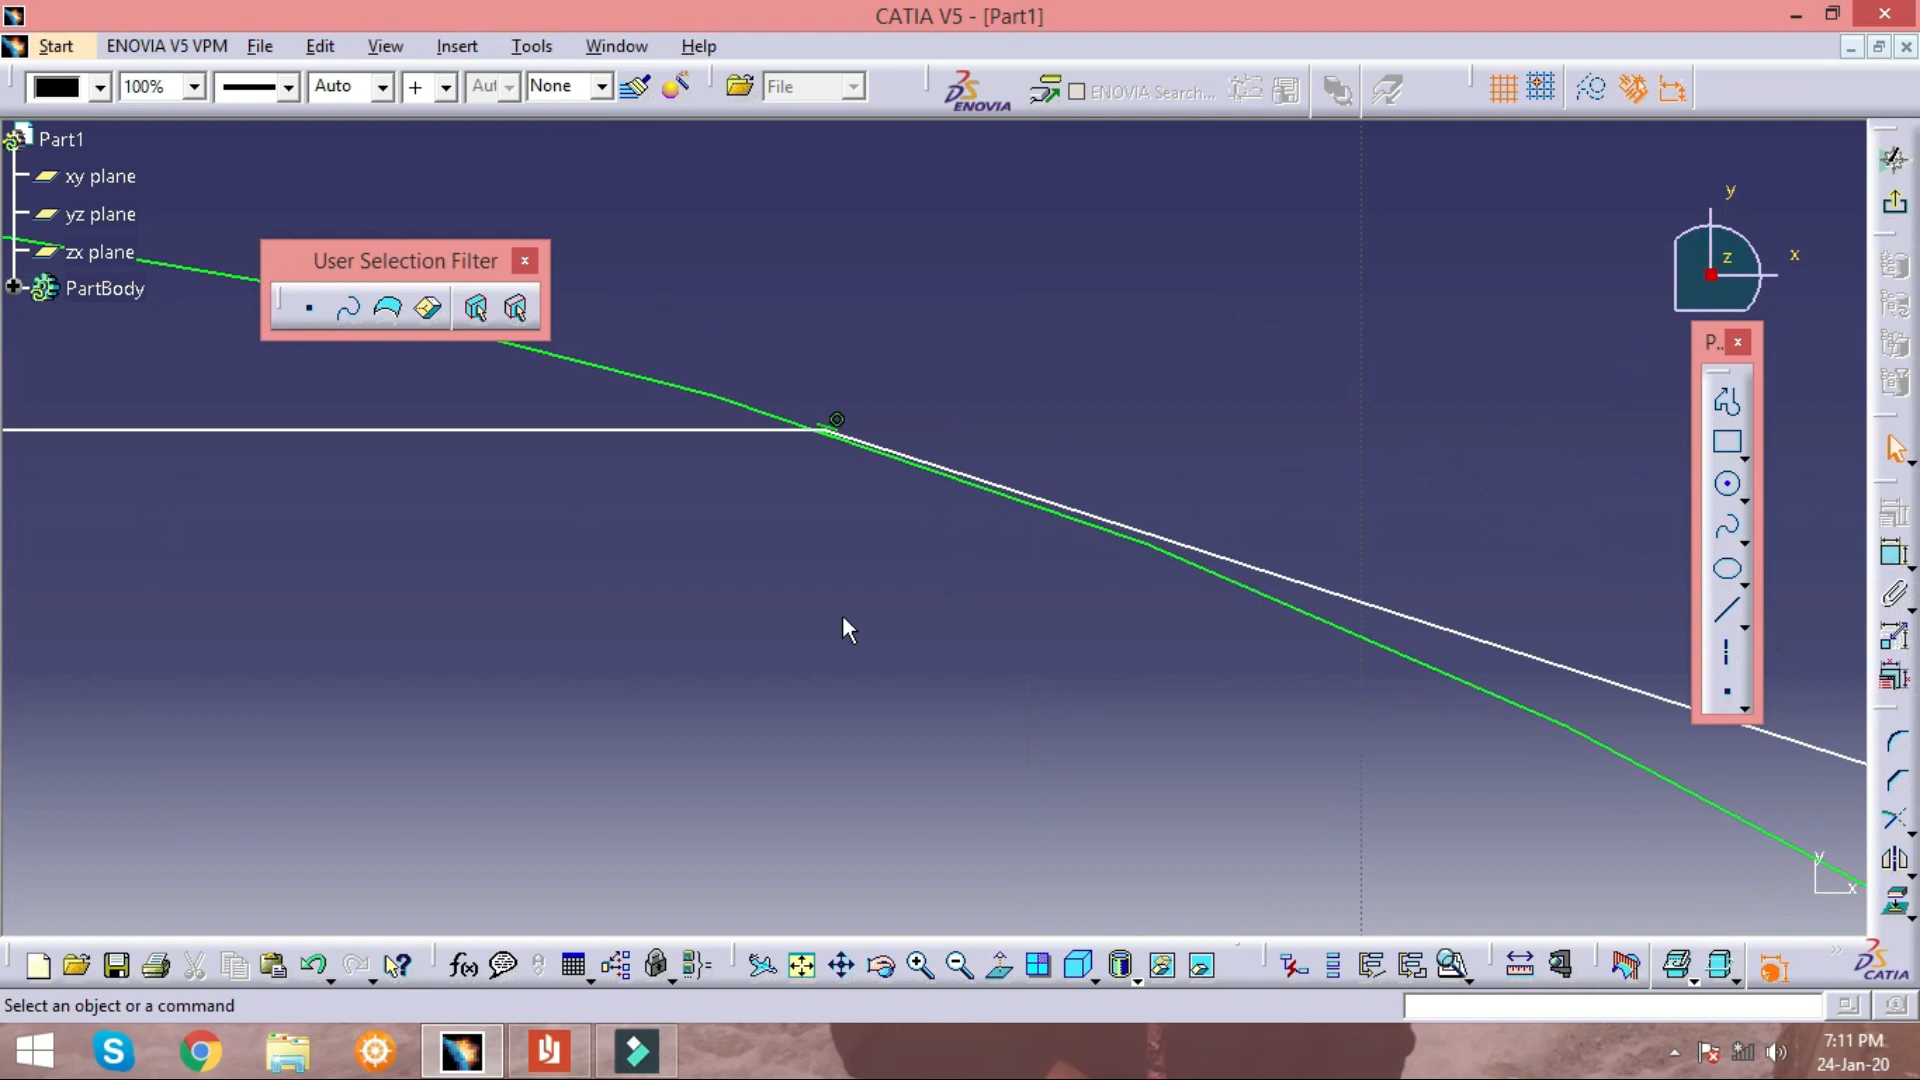 CATIA V5 - [Part1]
Start ENOVIA V5 VPM File Edit View Insert Tools Window Help
100% Auto + Aut None File ENOVIA ENOVIA Search...
Part1
xy plane
yz plane
zx plane
PartBody
User Selection Filter
y
x
z
P..
y
x
f(x)
CATIA
Select an object or a command
7:11 PM
24-Jan-20